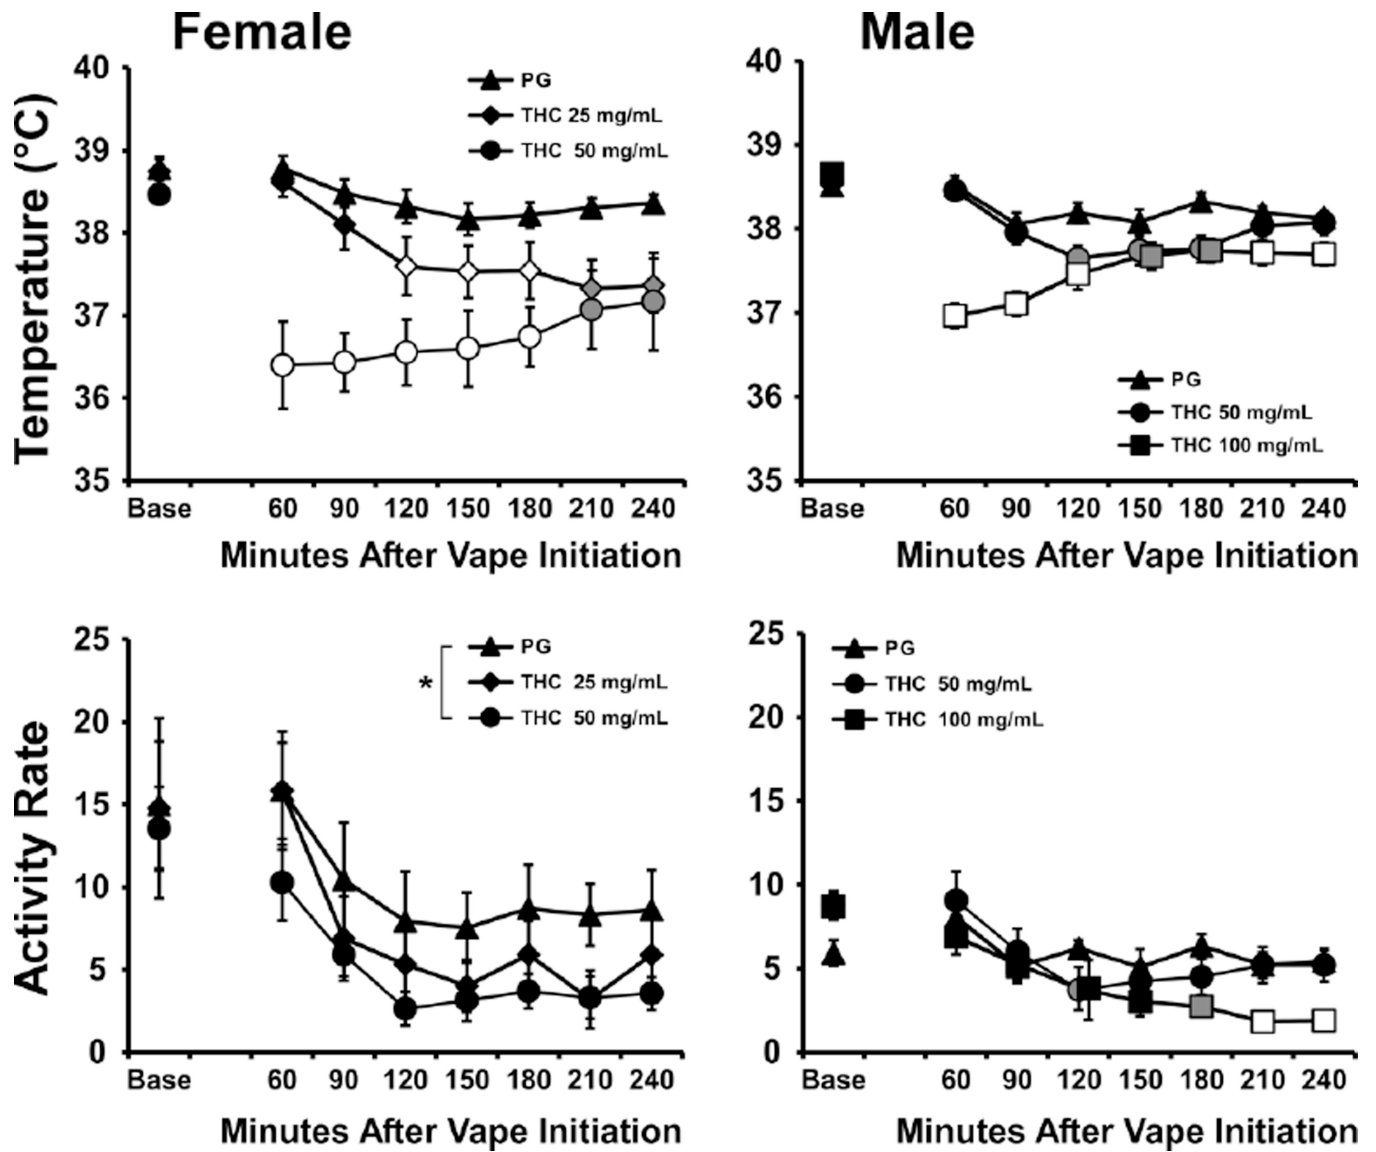 Female
Male
40
39
38
37
36
35
Temperature (°C)
PG
THC 25 mg/mL
THC 50 mg/mL
Base 60 90 120 150 180 210 240
Minutes After Vape Initiation
40
39
38
37
36
35
PG
THC 50 mg/mL
THC 100 mg/mL
Base 60 90 120 150 180 210 240
Minutes After Vape Initiation
25
20
15
10
5
0
Activity Rate
*
PG
THC 25 mg/mL
THC 50 mg/mL
Base 60 90 120 150 180 210 240
Minutes After Vape Initiation
25
20
15
10
5
0
PG
THC 50 mg/mL
THC 100 mg/mL
Base 60 90 120 150 180 210 240
Minutes After Vape Initiation